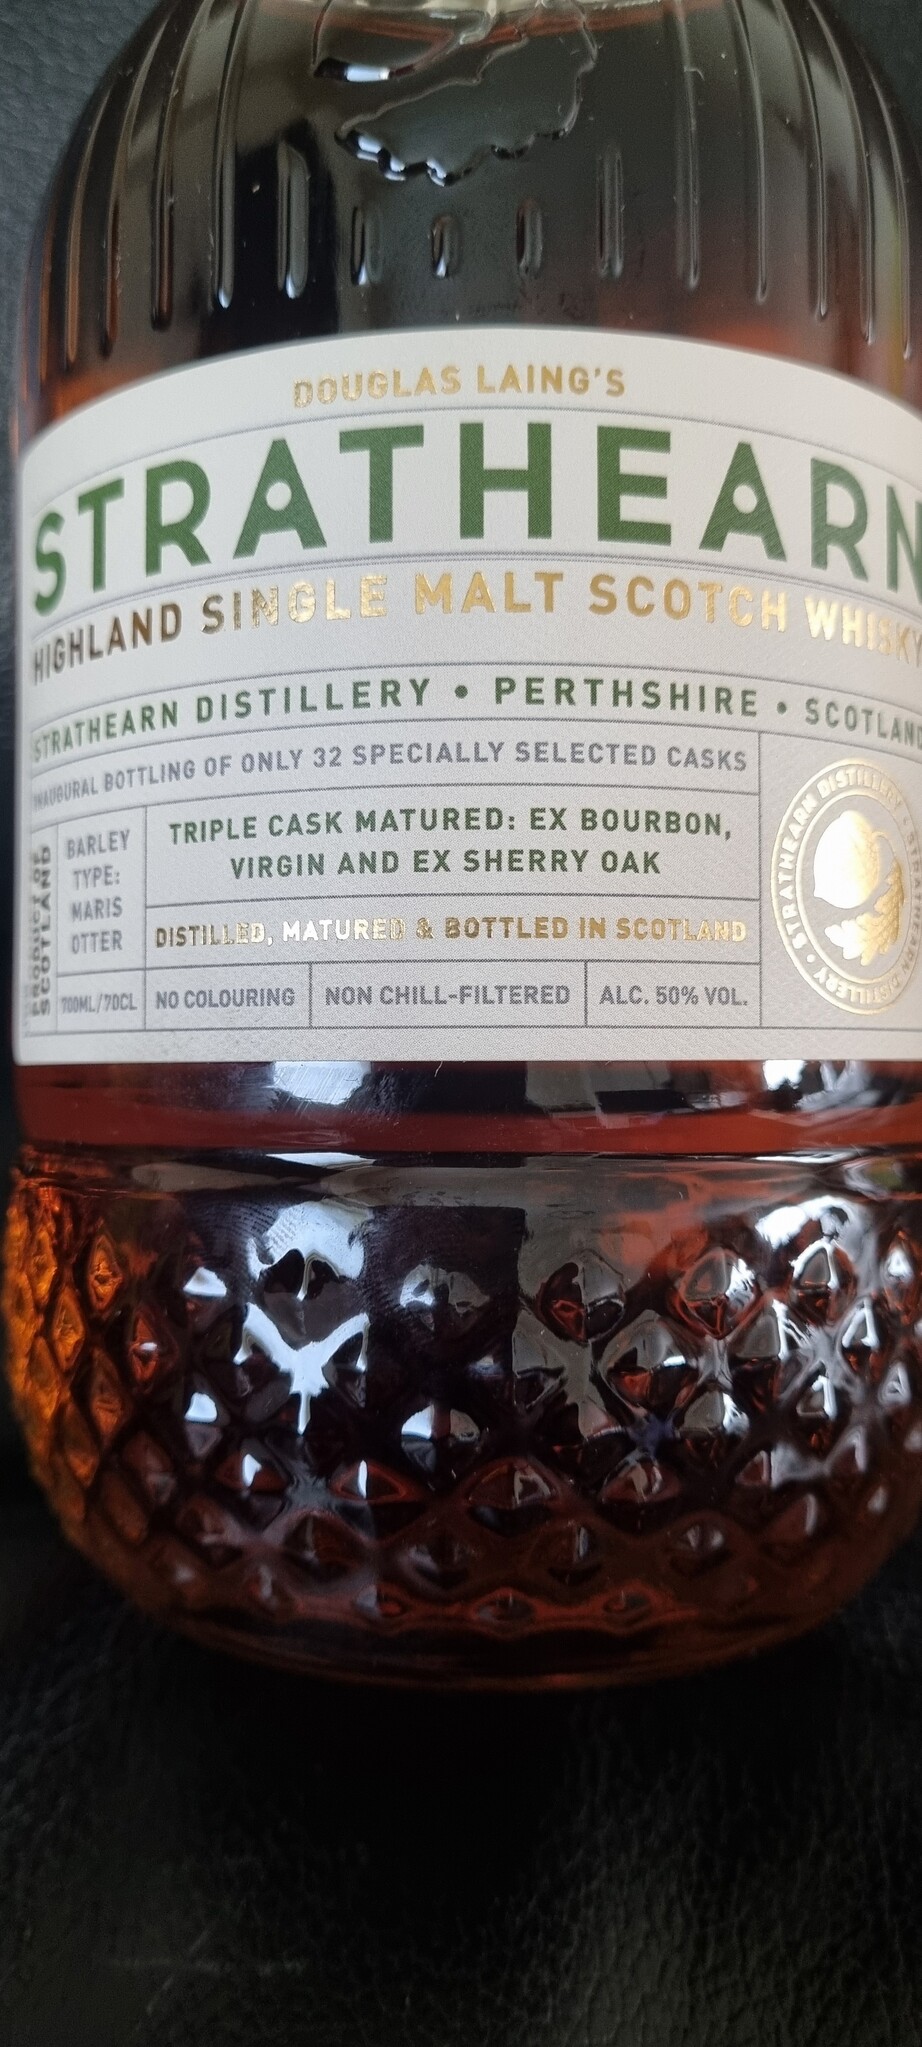 DOUGLAS LAING'S
STRATHEARN
HIGHLAND SINGLE MALT SCOTCH WHISKY
STRATHEARN DISTILLERY • PERTHSHIRE • SCOTLAND
INAUGURAL BOTTLING OF ONLY 32 SPECIALLY SELECTED CASKS
PRODUCT OF
SCOTLAND
BARLEY
TYPE:
MARIS
OTTER
TRIPLE CASK MATURED: EX BOURBON,
VIRGIN AND EX SHERRY OAK
DISTILLED, MATURED & BOTTLED IN SCOTLAND
700ML/70CL
NO COLOURING
NON CHILL-FILTERED
ALC. 50% VOL.
STRATHEARN DISTILLERY • STRATHEARN DISTILLERY •